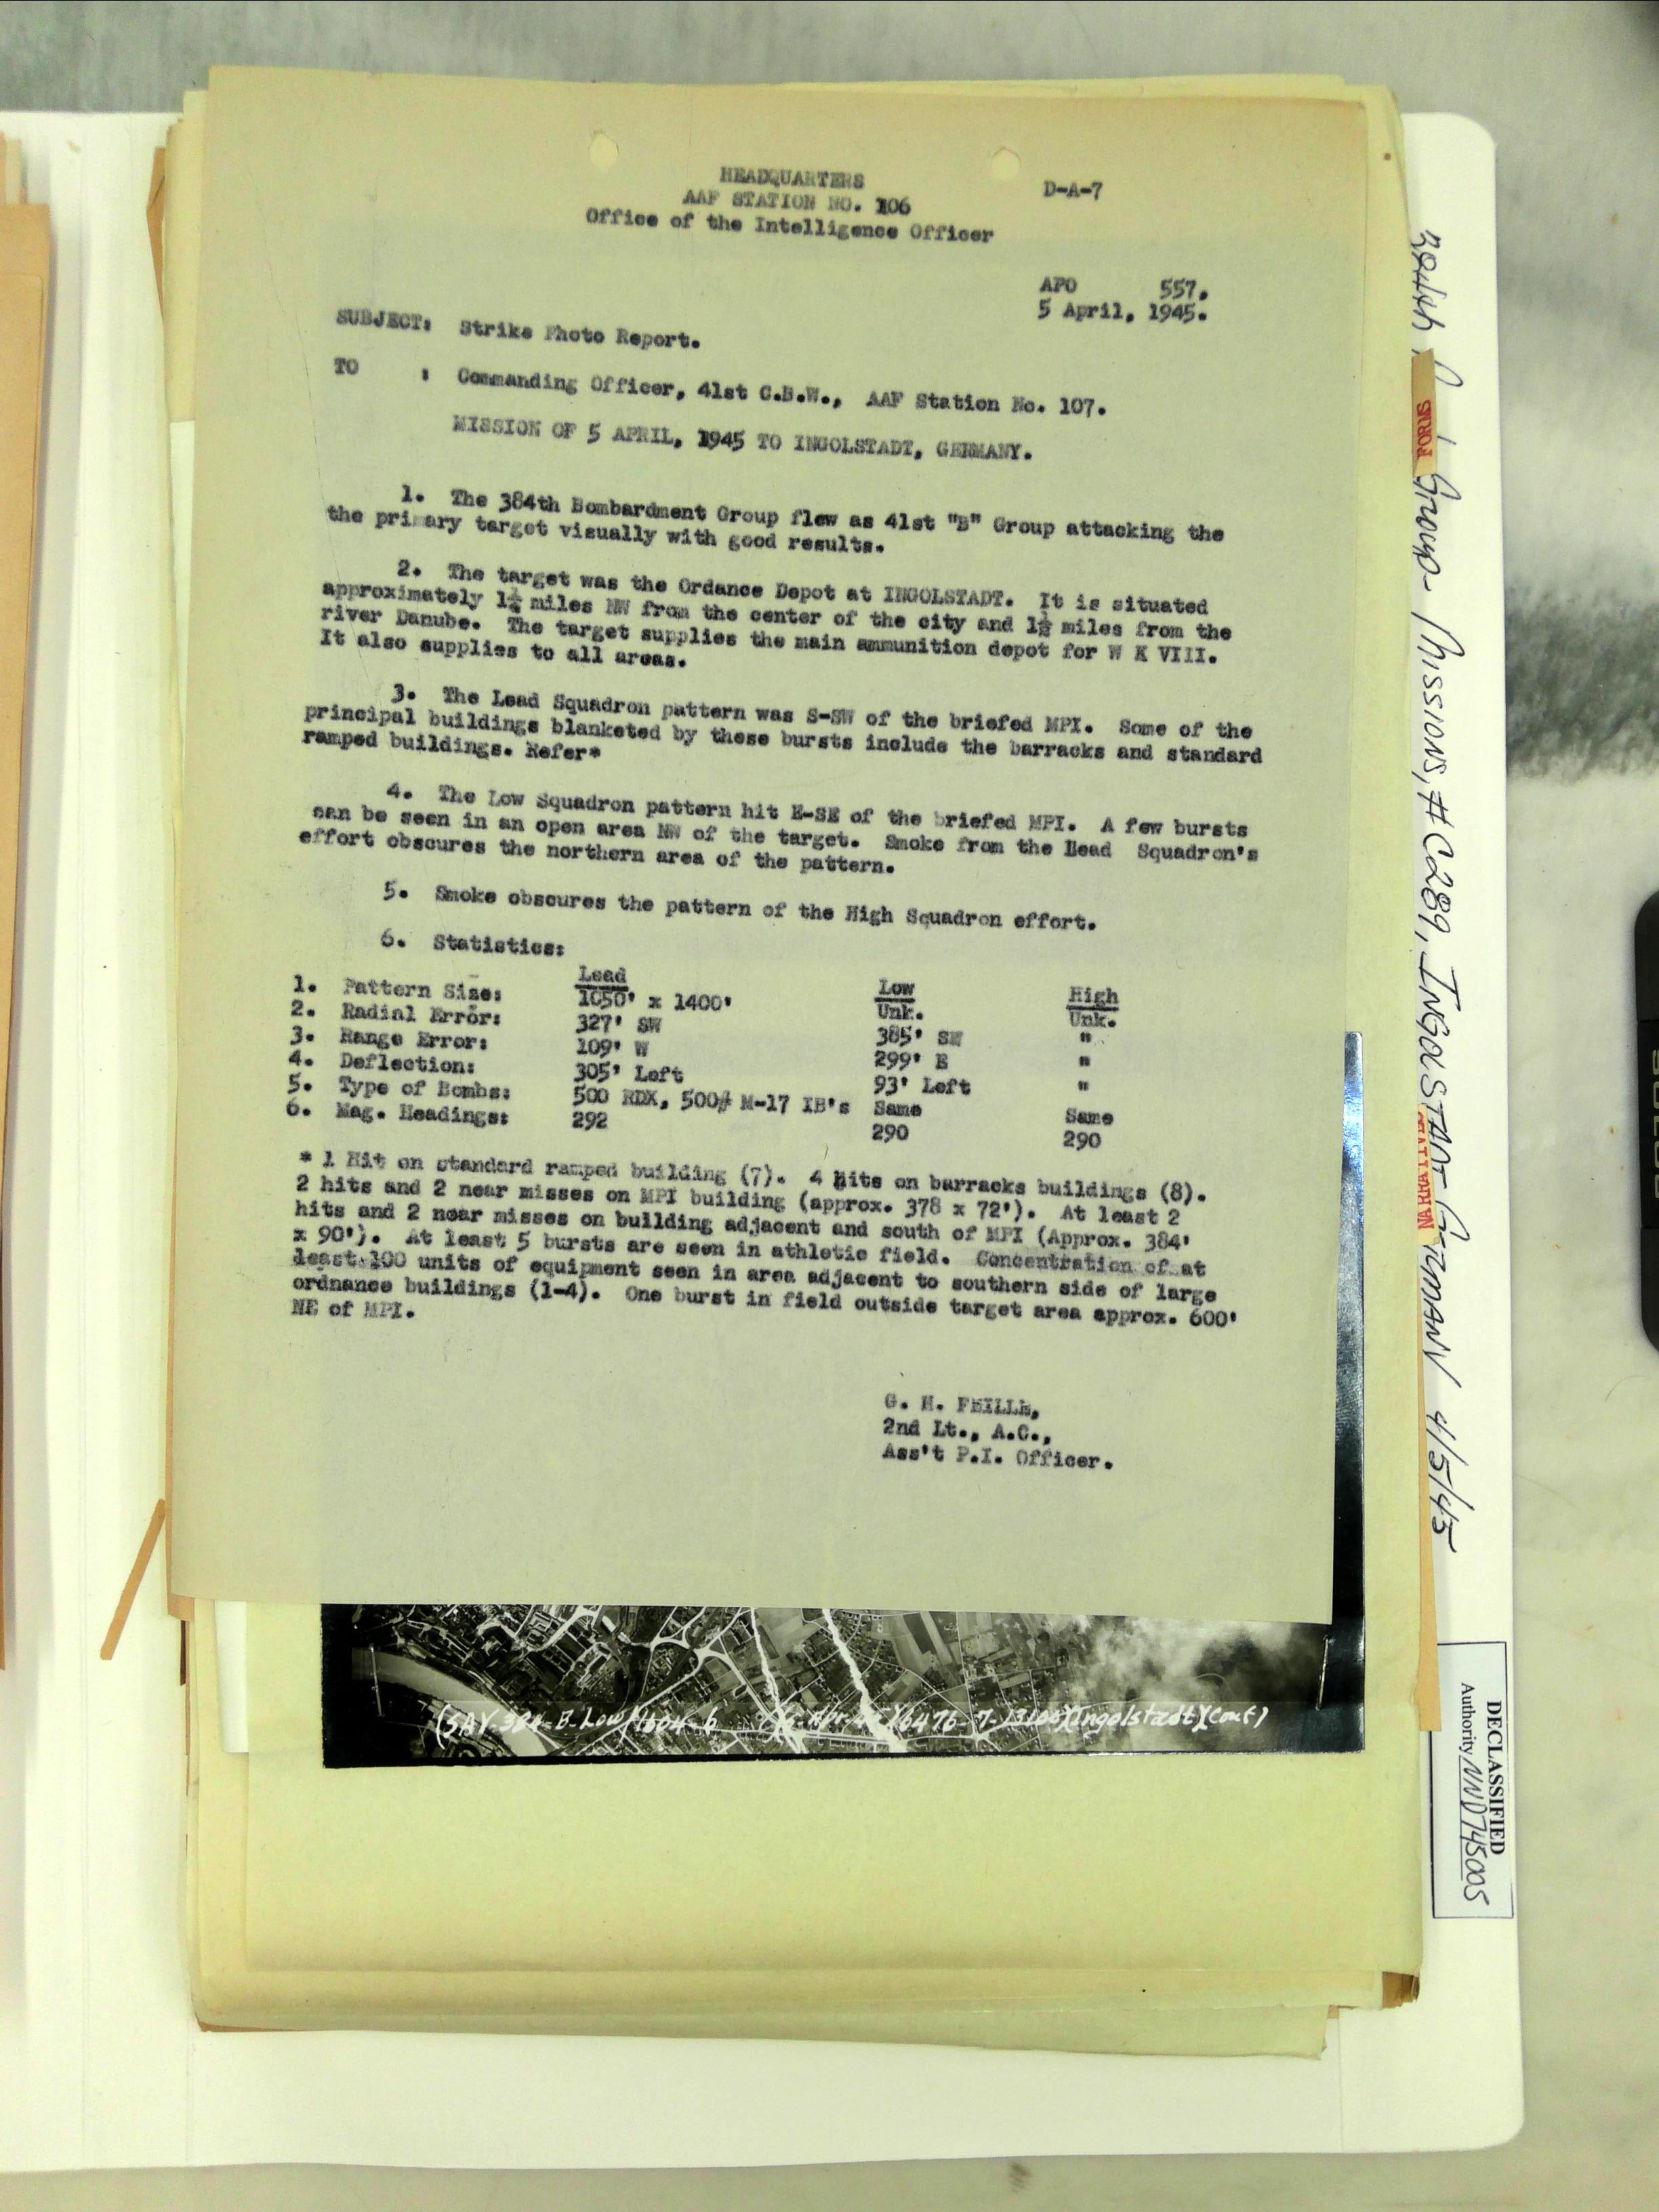 HEADQUARTERS
AAF STATION NO. 106
Office of the Intelligence Officer
D-A-7
APO 557.
5 April, 1945.
SUBJECT: Strike Photo Report.
TO : Commanding Officer, 41st C.B.W., AAF Station No. 107.
MISSION OF 5 APRIL, 1945 TO INGOLSTADT, GERMANY.
1. The 384th Bombardment Group flew as 41st "B" Group attacking the
the primary target visually with good results.
2. The target was the Ordance Depot at INGOLSTADT. It is situated
approximately 1¼ miles NW from the center of the city and 1½ miles from the
river Danube. The target supplies the main ammunition depot for W K VIII.
It also supplies to all areas.
3. The Lead Squadron pattern was S-SW of the briefed MPI. Some of the
principal buildings blanketed by these bursts include the barracks and standard
ramped buildings. Refer*
4. The Low Squadron pattern hit E-SE of the briefed MPI. A few bursts
can be seen in an open area NW of the target. Smoke from the Lead Squadron's
effort obscures the northern area of the pattern.
5. Smoke obscures the pattern of the High Squadron effort.
6. Statistics:
Lead Low High
1. Pattern Size: 1050' x 1400' Unk. Unk.
2. Radial Error: 327' SW 385' SE "
3. Range Error: 109' W 299' E "
4. Deflection: 305' Left 93' Left "
5. Type of Bombs: 500 RDX, 500# M-17 IB's Same Same
6. Mag. Headings: 292 290 290
* 1 Hit on standard ramped building (7). 4 hits on barracks buildings (8).
2 hits and 2 near misses on MPI building (approx. 378 x 72'). At least 2
hits and 2 near misses on building adjacent and south of MPI (Approx. 384'
x 90'). At least 5 bursts are seen in athletic field. Concentration of at
least 100 units of equipment seen in area adjacent to southern side of large
ordnance buildings (1-4). One burst in field outside target area approx. 600'
NE of MPI.
G. H. FEILLE,
2nd Lt., A.C.,
Ass't P.I. Officer.
(SAV-384-B-Low) 1604-6 6476-7-13100)(Ingolstadt)(Conf)
Group- Missions, # C289, INGOLSTADT Germany 4/5/45
FORMS
NARRATIVES
DECLASSIFIED
Authority NND745005